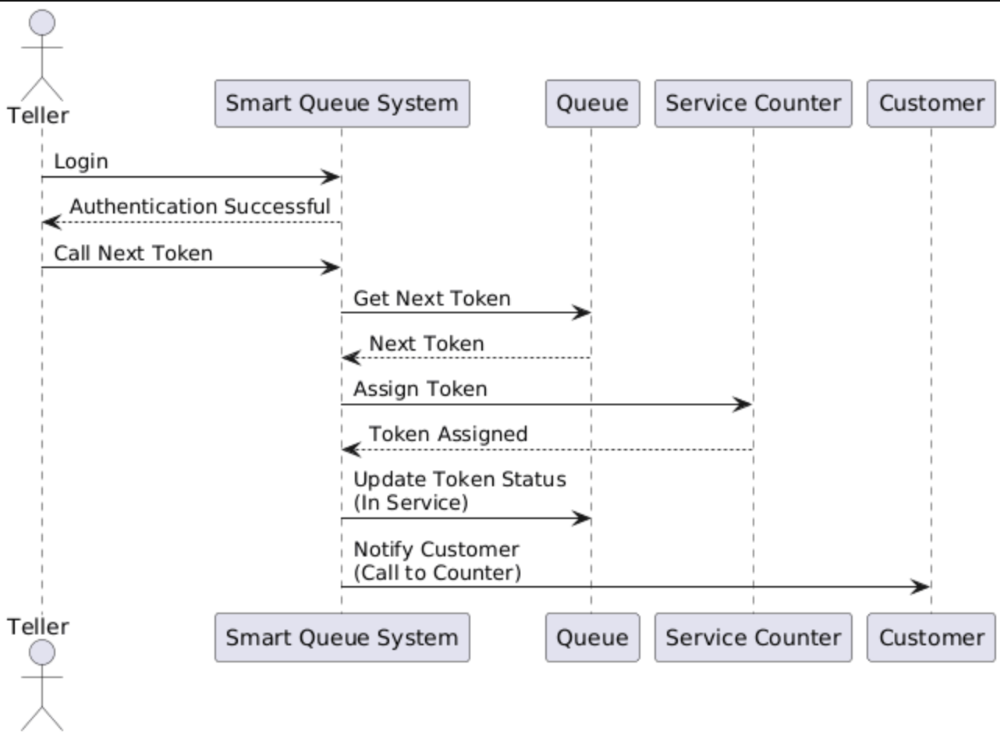 Teller
Smart Queue System
Queue
Service Counter
Customer
Login
Authentication Successful
Call Next Token
Get Next Token
Next Token
Assign Token
Token Assigned
Update Token Status
(In Service)
Notify Customer
(Call to Counter)
Teller
Smart Queue System
Queue
Service Counter
Customer